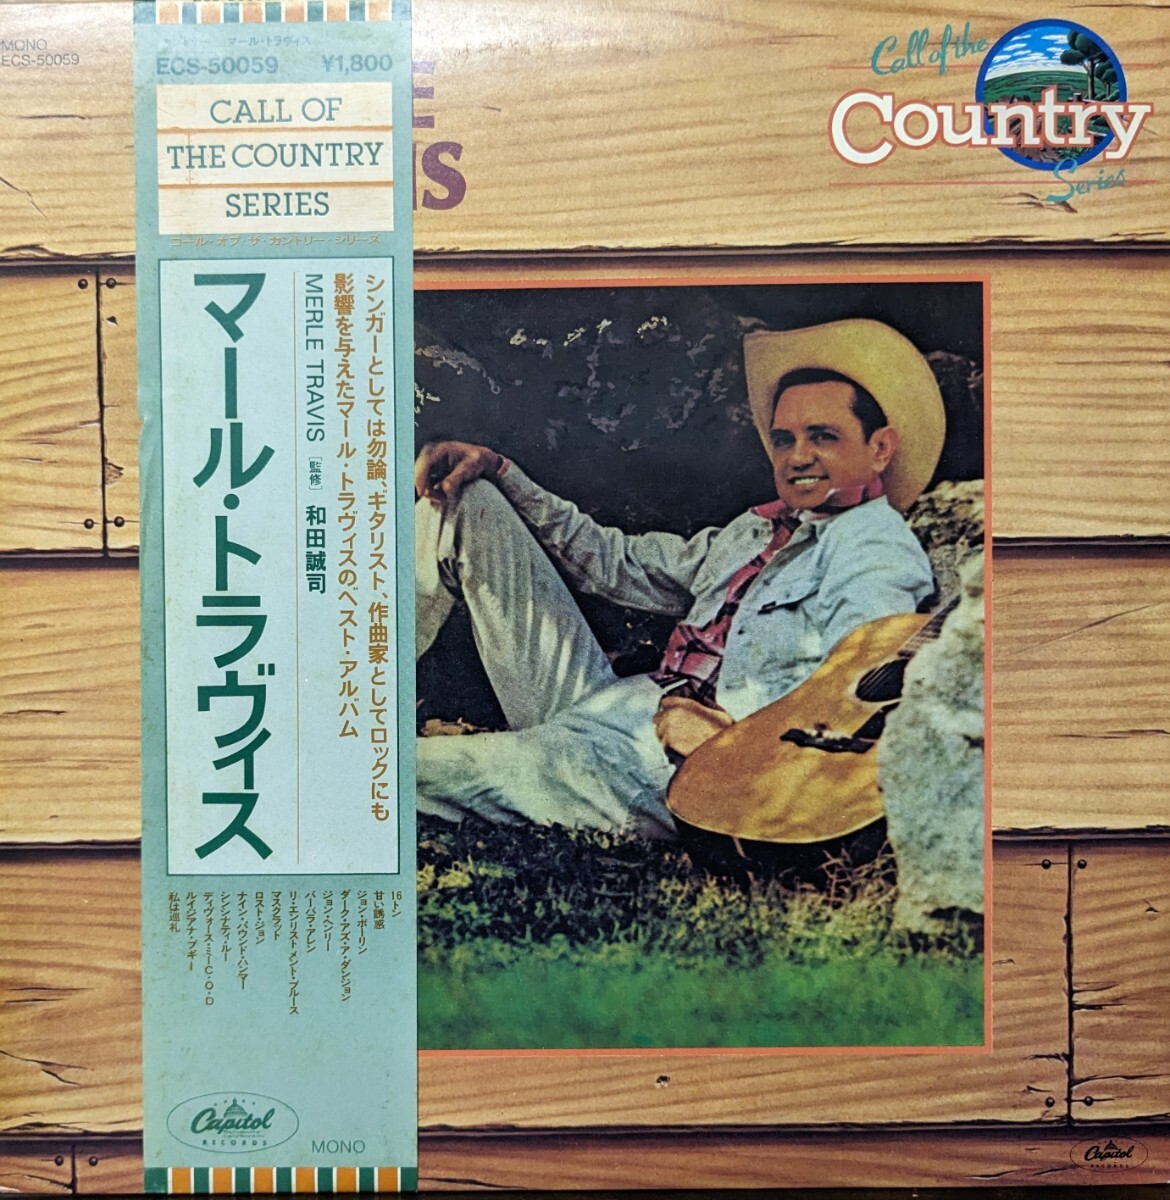 MONO
ECS-50059
マール・トラヴィス
ECS-50059 ¥1,800
CALL OF
THE COUNTRY
SERIES
コール・オブ・ザ・カントリー・シリーズ
シンガーとしては勿論、ギタリスト、作曲家としてロックにも
影響を与えたマール・トラヴィスのベスト・アルバム
MERLE TRAVIS [監修] 和田誠司
マール・トラヴィス
16トン
甘い誘惑
ジョン・ボーリン
ダーク・アズ・ア・ダンジョン
ジョン・ヘンリー
バーバラ・アレン
リ・エンリストメント・ブルース
マスクラット
ロスト・ジョン
ナイン・パウンド・ハンマー
シンシナティ・ルー
ディヴォース・ミーC・O・D
ルイジアナ・ブギー
私は巡礼
Capitol
RECORDS
MONO
Call of the
Country
Series
Capitol
RECORDS